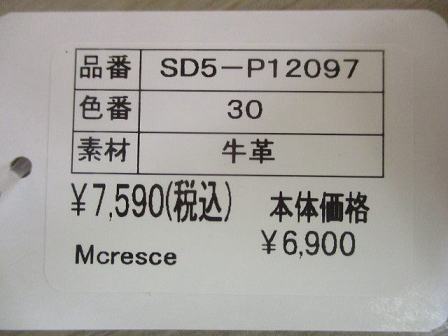 品番 SD5-P12097
色番 30
素材 牛革
¥7,590(税込) 本体価格
¥6,900
Mcresce